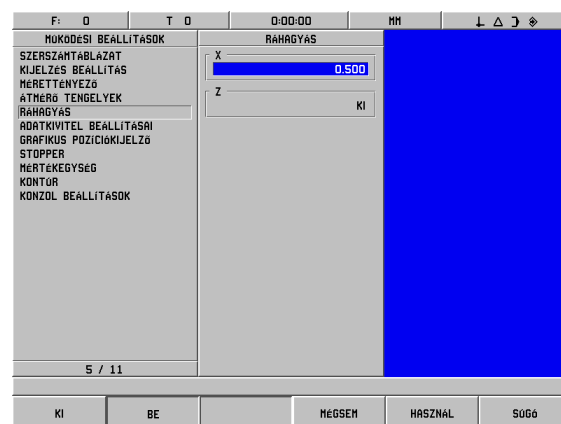 F: 0 T 0 0:00:00 MM
MŰKÖDÉSI BEÁLLÍTÁSOK
SZERSZÁMTÁBLÁZAT
KIJELZÉS BEÁLLÍTÁS
MÉRETTÉNYEZŐ
ÁTMÉRŐ TENGELYEK
RÁHAGYÁS
ADATKIVITEL BEÁLLÍTÁSAI
GRAFIKUS POZÍCIÓKIJELZŐ
STOPPER
MÉRTÉKEGYSÉG
KONTÚR
KONZOL BEÁLLÍTÁSOK
5 / 11
RÁHAGYÁS
X
0.500
Z
KI
KI BE MÉGSEM HASZNÁL SÚGÓ